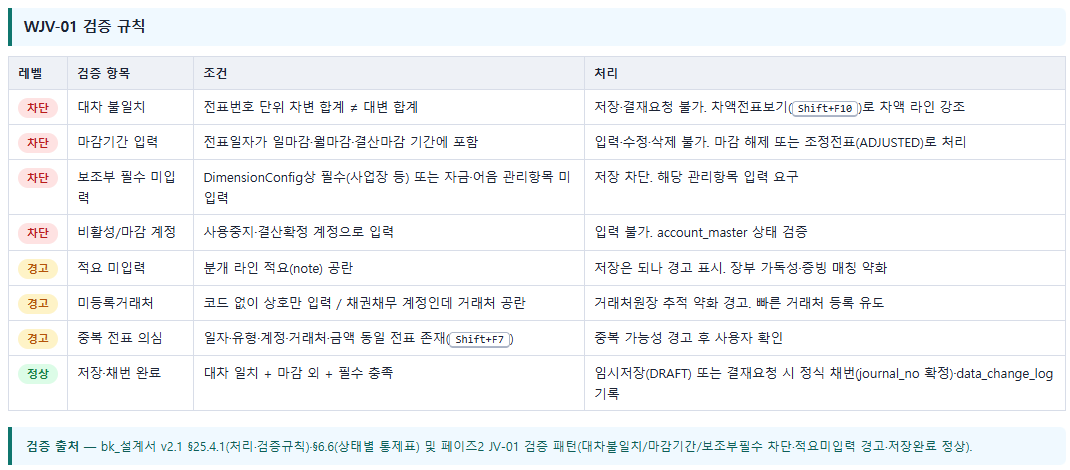 WJV-01 검증 규칙
레벨 검증 항목 조건 처리
차단 대차 불일치 전표번호 단위 차변 합계 ≠ 대변 합계 저장·결재요청 불가. 차액전표보기(Shift+F10)로 차액 라인 강조
차단 마감기간 입력 전표일자가 일마감·월마감·결산마감 기간에 포함 입력·수정·삭제 불가. 마감 해제 또는 조정전표(ADJUSTED)로 처리
차단 보조부 필수 미입력 DimensionConfig상 필수(사업장 등) 또는 자금·어음 관리항목 미입력 저장 차단. 해당 관리항목 입력 요구
차단 비활성/마감 계정 사용중지·결산확정 계정으로 입력 입력 불가. account_master 상태 검증
경고 적요 미입력 분개 라인 적요(note) 공란 저장은 되나 경고 표시. 장부 가독성·증빙 매칭 약화
경고 미등록거래처 코드 없이 상호만 입력 / 채권채무 계정인데 거래처 공란 거래처원장 추적 약화 경고. 빠른 거래처 등록 유도
경고 중복 전표 의심 일자·유형·계정·거래처·금액 동일 전표 존재(Shift+F7) 중복 가능성 경고 후 사용자 확인
정상 저장·채번 완료 대차 일치 + 마감 외 + 필수 충족 임시저장(DRAFT) 또는 결재요청 시 정식 채번(journal_no 확정)·data_change_log 기록
검증 출처 — bk_설계서 v2.1 §25.4.1(처리·검증규칙)·§6.6(상태별 통제표) 및 페이즈2 JV-01 검증 패턴(대차불일치/마감기간/보조부필수 차단·적요미입력 경고·저장완료 정상).